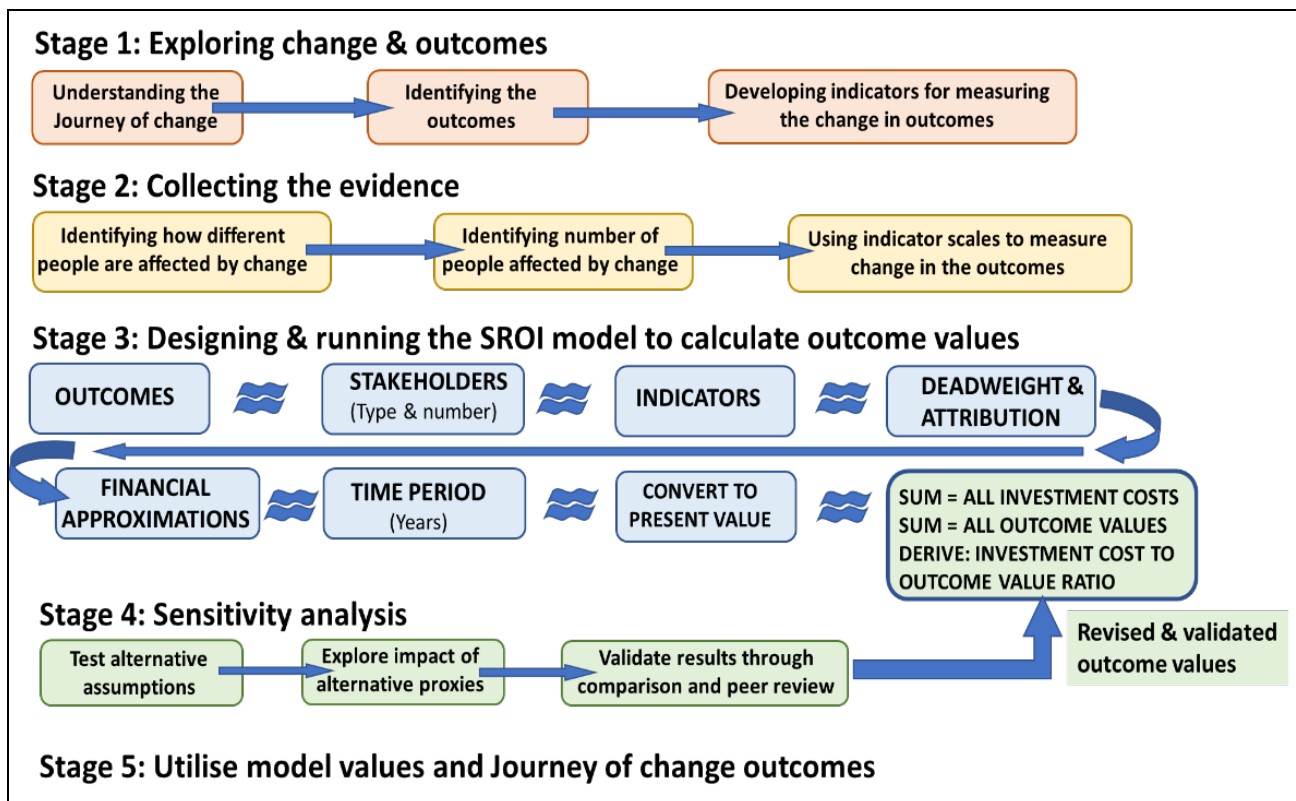 Stage 1: Exploring change & outcomes
Understanding the
Journey of change
Identifying the
outcomes
Developing indicators for measuring
the change in outcomes
Stage 2: Collecting the evidence
Identifying how different
people are affected by change
Identifying number of
people affected by change
Using indicator scales to measure
change in the outcomes
Stage 3: Designing & running the SROI model to calculate outcome values
OUTCOMES
STAKEHOLDERS
(Type & number)
INDICATORS
DEADWEIGHT &
ATTRIBUTION
FINANCIAL
APPROXIMATIONS
TIME PERIOD
(Years)
CONVERT TO
PRESENT VALUE
SUM = ALL INVESTMENT COSTS
SUM = ALL OUTCOME VALUES
DERIVE: INVESTMENT COST TO
OUTCOME VALUE RATIO
Stage 4: Sensitivity analysis
Test alternative
assumptions
Explore impact of
alternative proxies
Validate results through
comparison and peer review
Revised & validated
outcome values
Stage 5: Utilise model values and Journey of change outcomes